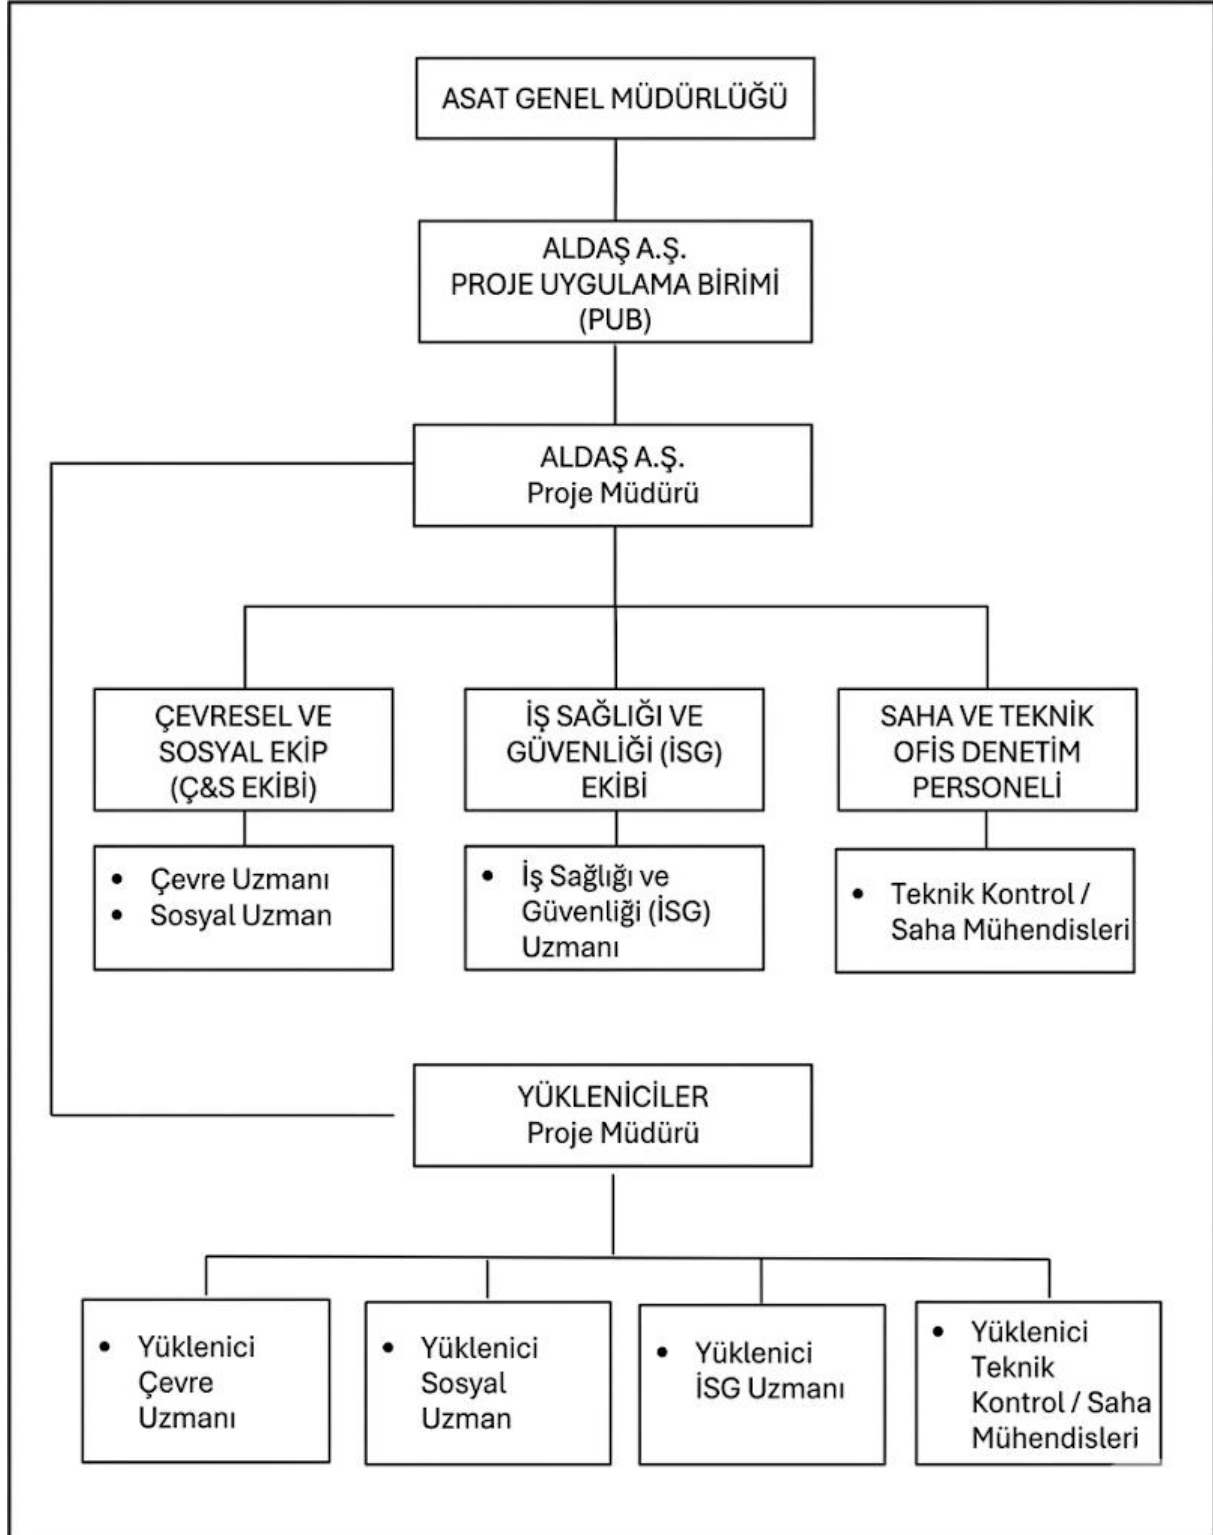 ASAT GENEL MÜDÜRLÜĞÜ
ALDAŞ A.Ş.
PROJE UYGULAMA BİRİMİ
(PUB)
ALDAŞ A.Ş.
Proje Müdürü
ÇEVRESEL VE
SOSYAL EKİP
(Ç&S EKİBİ)
• Çevre Uzmanı
• Sosyal Uzman
İŞ SAĞLIĞI VE
GÜVENLİĞİ (İSG)
EKİBİ
• İş Sağlığı ve
Güvenliği (İSG)
Uzmanı
SAHA VE TEKNİK
OFİS DENETİM
PERSONELİ
• Teknik Kontrol /
Saha Mühendisleri
YÜKLENİCİLER
Proje Müdürü
• Yüklenici
Çevre
Uzmanı
• Yüklenici
Sosyal
Uzman
• Yüklenici
İSG Uzmanı
• Yüklenici
Teknik
Kontrol / Saha
Mühendisleri